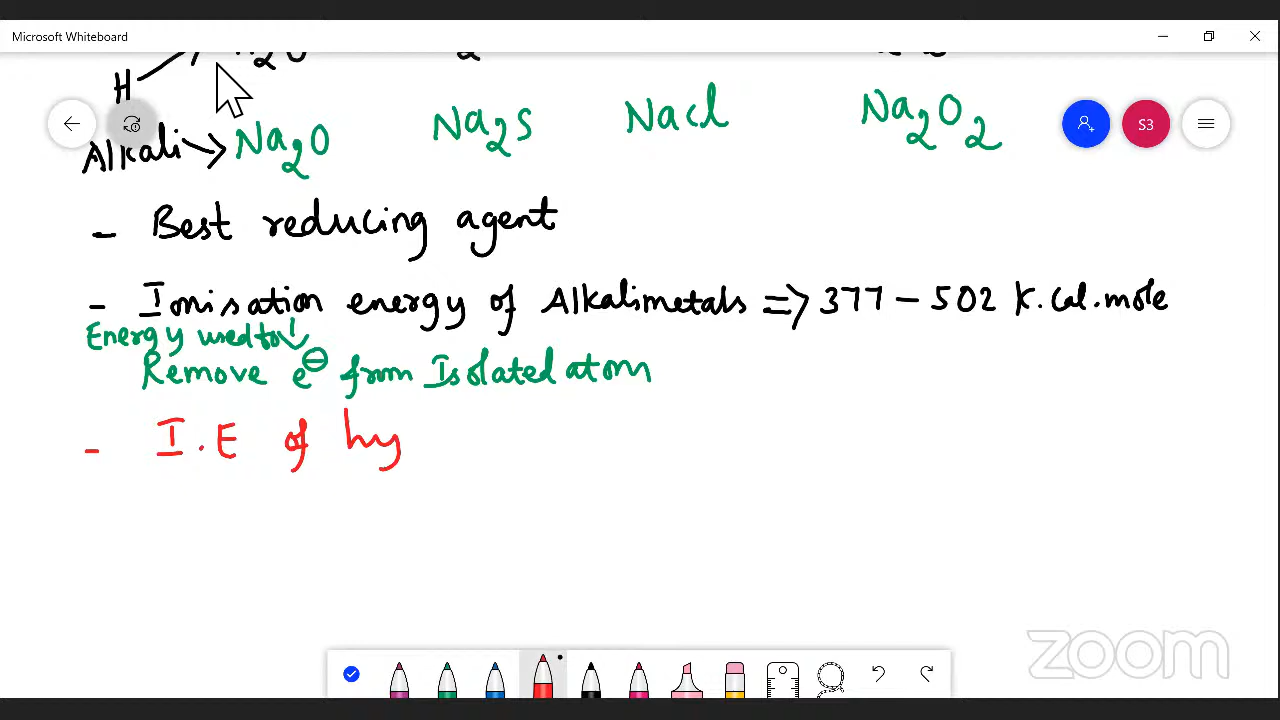 Microsoft Whiteboard
H
Alkali → Na2O Na2S NaCl Na2O2
S3
- Best reducing agent
- Ionisation energy of Alkalimetals ⇒ 377 - 502 K.Cal.mole
Energy used to
Remove e⊖ from Isolated atom
- I.E of hy
zoom